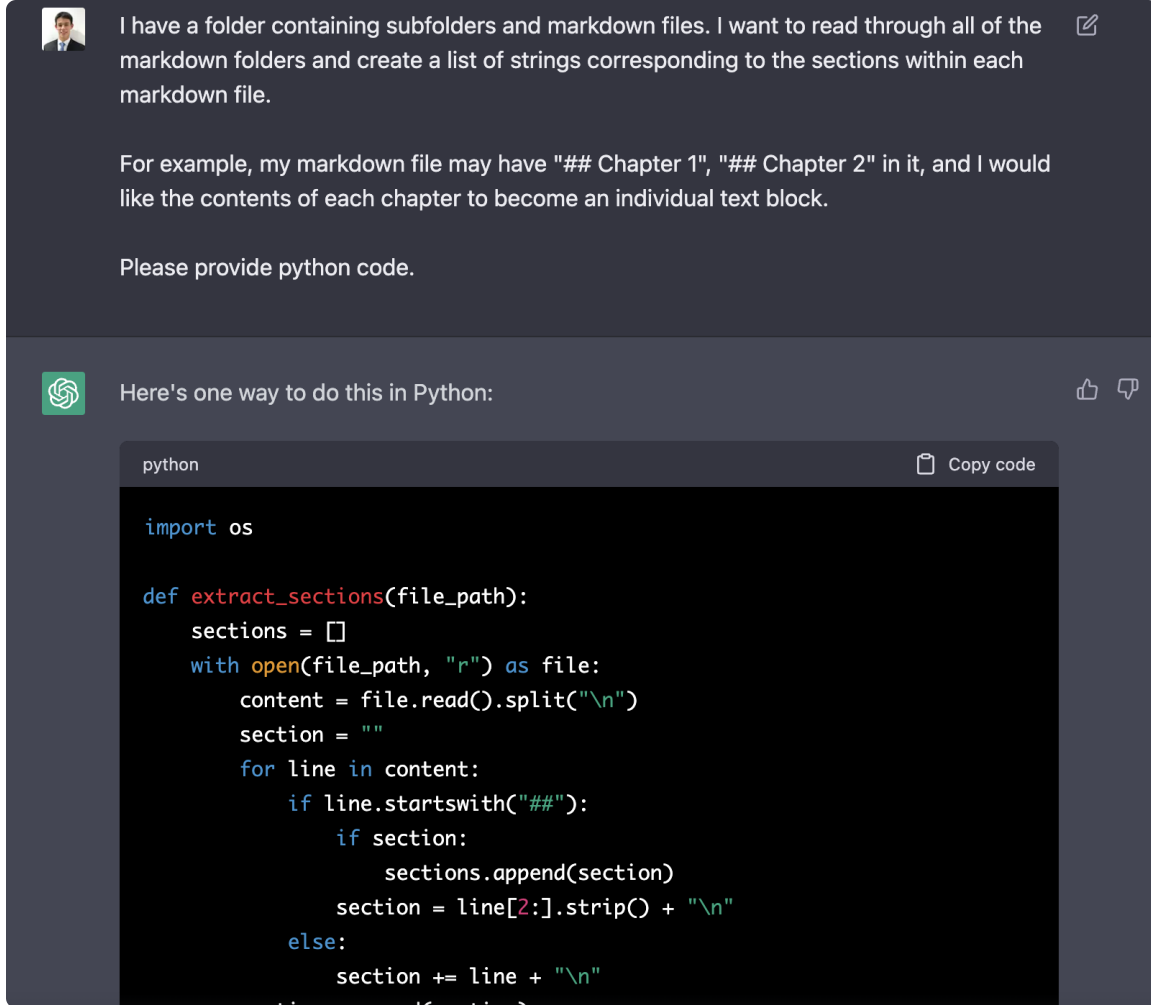 I have a folder containing subfolders and markdown files. I want to read through all of the
markdown folders and create a list of strings corresponding to the sections within each
markdown file.
For example, my markdown file may have "## Chapter 1", "## Chapter 2" in it, and I would
like the contents of each chapter to become an individual text block.
Please provide python code.
Here's one way to do this in Python:
python
Copy code
import os
def extract_sections(file_path):
    sections = []
    with open(file_path, "r") as file:
        content = file.read().split("\n")
        section = ""
        for line in content:
            if line.startswith("##"):
                if section:
                    sections.append(section)
                section = line[2:].strip() + "\n"
            else:
                section += line + "\n"